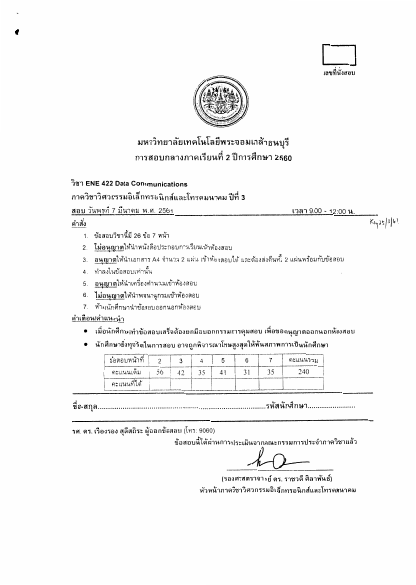 เลขที่นั่งสอบ
มหาวิทยาลัยเทคโนโลยีพระจอมเกล้าธนบุรี
การสอบกลางภาคเรียนที่ 2 ปีการศึกษา 2560
วิชา ENE 422 Data Communications
ภาควิชาวิศวกรรมอิเล็กทรอนิกส์และโทรคมนาคม ปีที่ 3
สอบ วันพุธที่ 7 มีนาคม พ.ศ. 2561 เวลา 9.00 - 12:00 น.
คำสั่ง
1. ข้อสอบวิชานี้มี 26 ข้อ 7 หน้า
2. ไม่อนุญาตให้นำหนังสือประกอบการเรียนเข้าห้องสอบ
3. อนุญาตให้นำเอกสาร A4 จำนวน 2 แผ่น เข้าห้องสอบได้ และต้องส่งคืนทั้ง 2 แผ่นพร้อมกับข้อสอบ
4. ทำลงในข้อสอบเท่านั้น
5. อนุญาตให้นำเครื่องคำนวณเข้าห้องสอบ
6. ไม่อนุญาตให้นำพจนานุกรมเข้าห้องสอบ
7. ห้ามนักศึกษานำข้อสอบออกนอกห้องสอบ
คำเตือน/คำแนะนำ
• เมื่อนักศึกษาทำข้อสอบเสร็จต้องยกมือบอกกรรมการคุมสอบ เพื่อขออนุญาตออกนอกห้องสอบ
• นักศึกษาซึ่งทุจริตในการสอบ อาจถูกพิจารณาโทษสูงสุดให้พ้นสภาพการเป็นนักศึกษา
ข้อสอบหน้าที่ 2 3 4 5 6 7 คะแนนรวม
คะแนนเต็ม 56 42 35 41 31 35 240
คะแนนที่ได้
ชื่อ-สกุล........................................รหัสนักศึกษา....................
รศ. ดร. เรืองรอง สุลีสถิระ ผู้ออกข้อสอบ (โทร. 9060)
ข้อสอบนี้ได้ผ่านการประเมินจากคณะกรรมการประจำภาควิชาแล้ว
(รองศาสตราจารย์ ดร. ราชวดี ศิลาพันธ์)
หัวหน้าภาควิชาวิศวกรรมอิเล็กทรอนิกส์และโทรคมนาคม